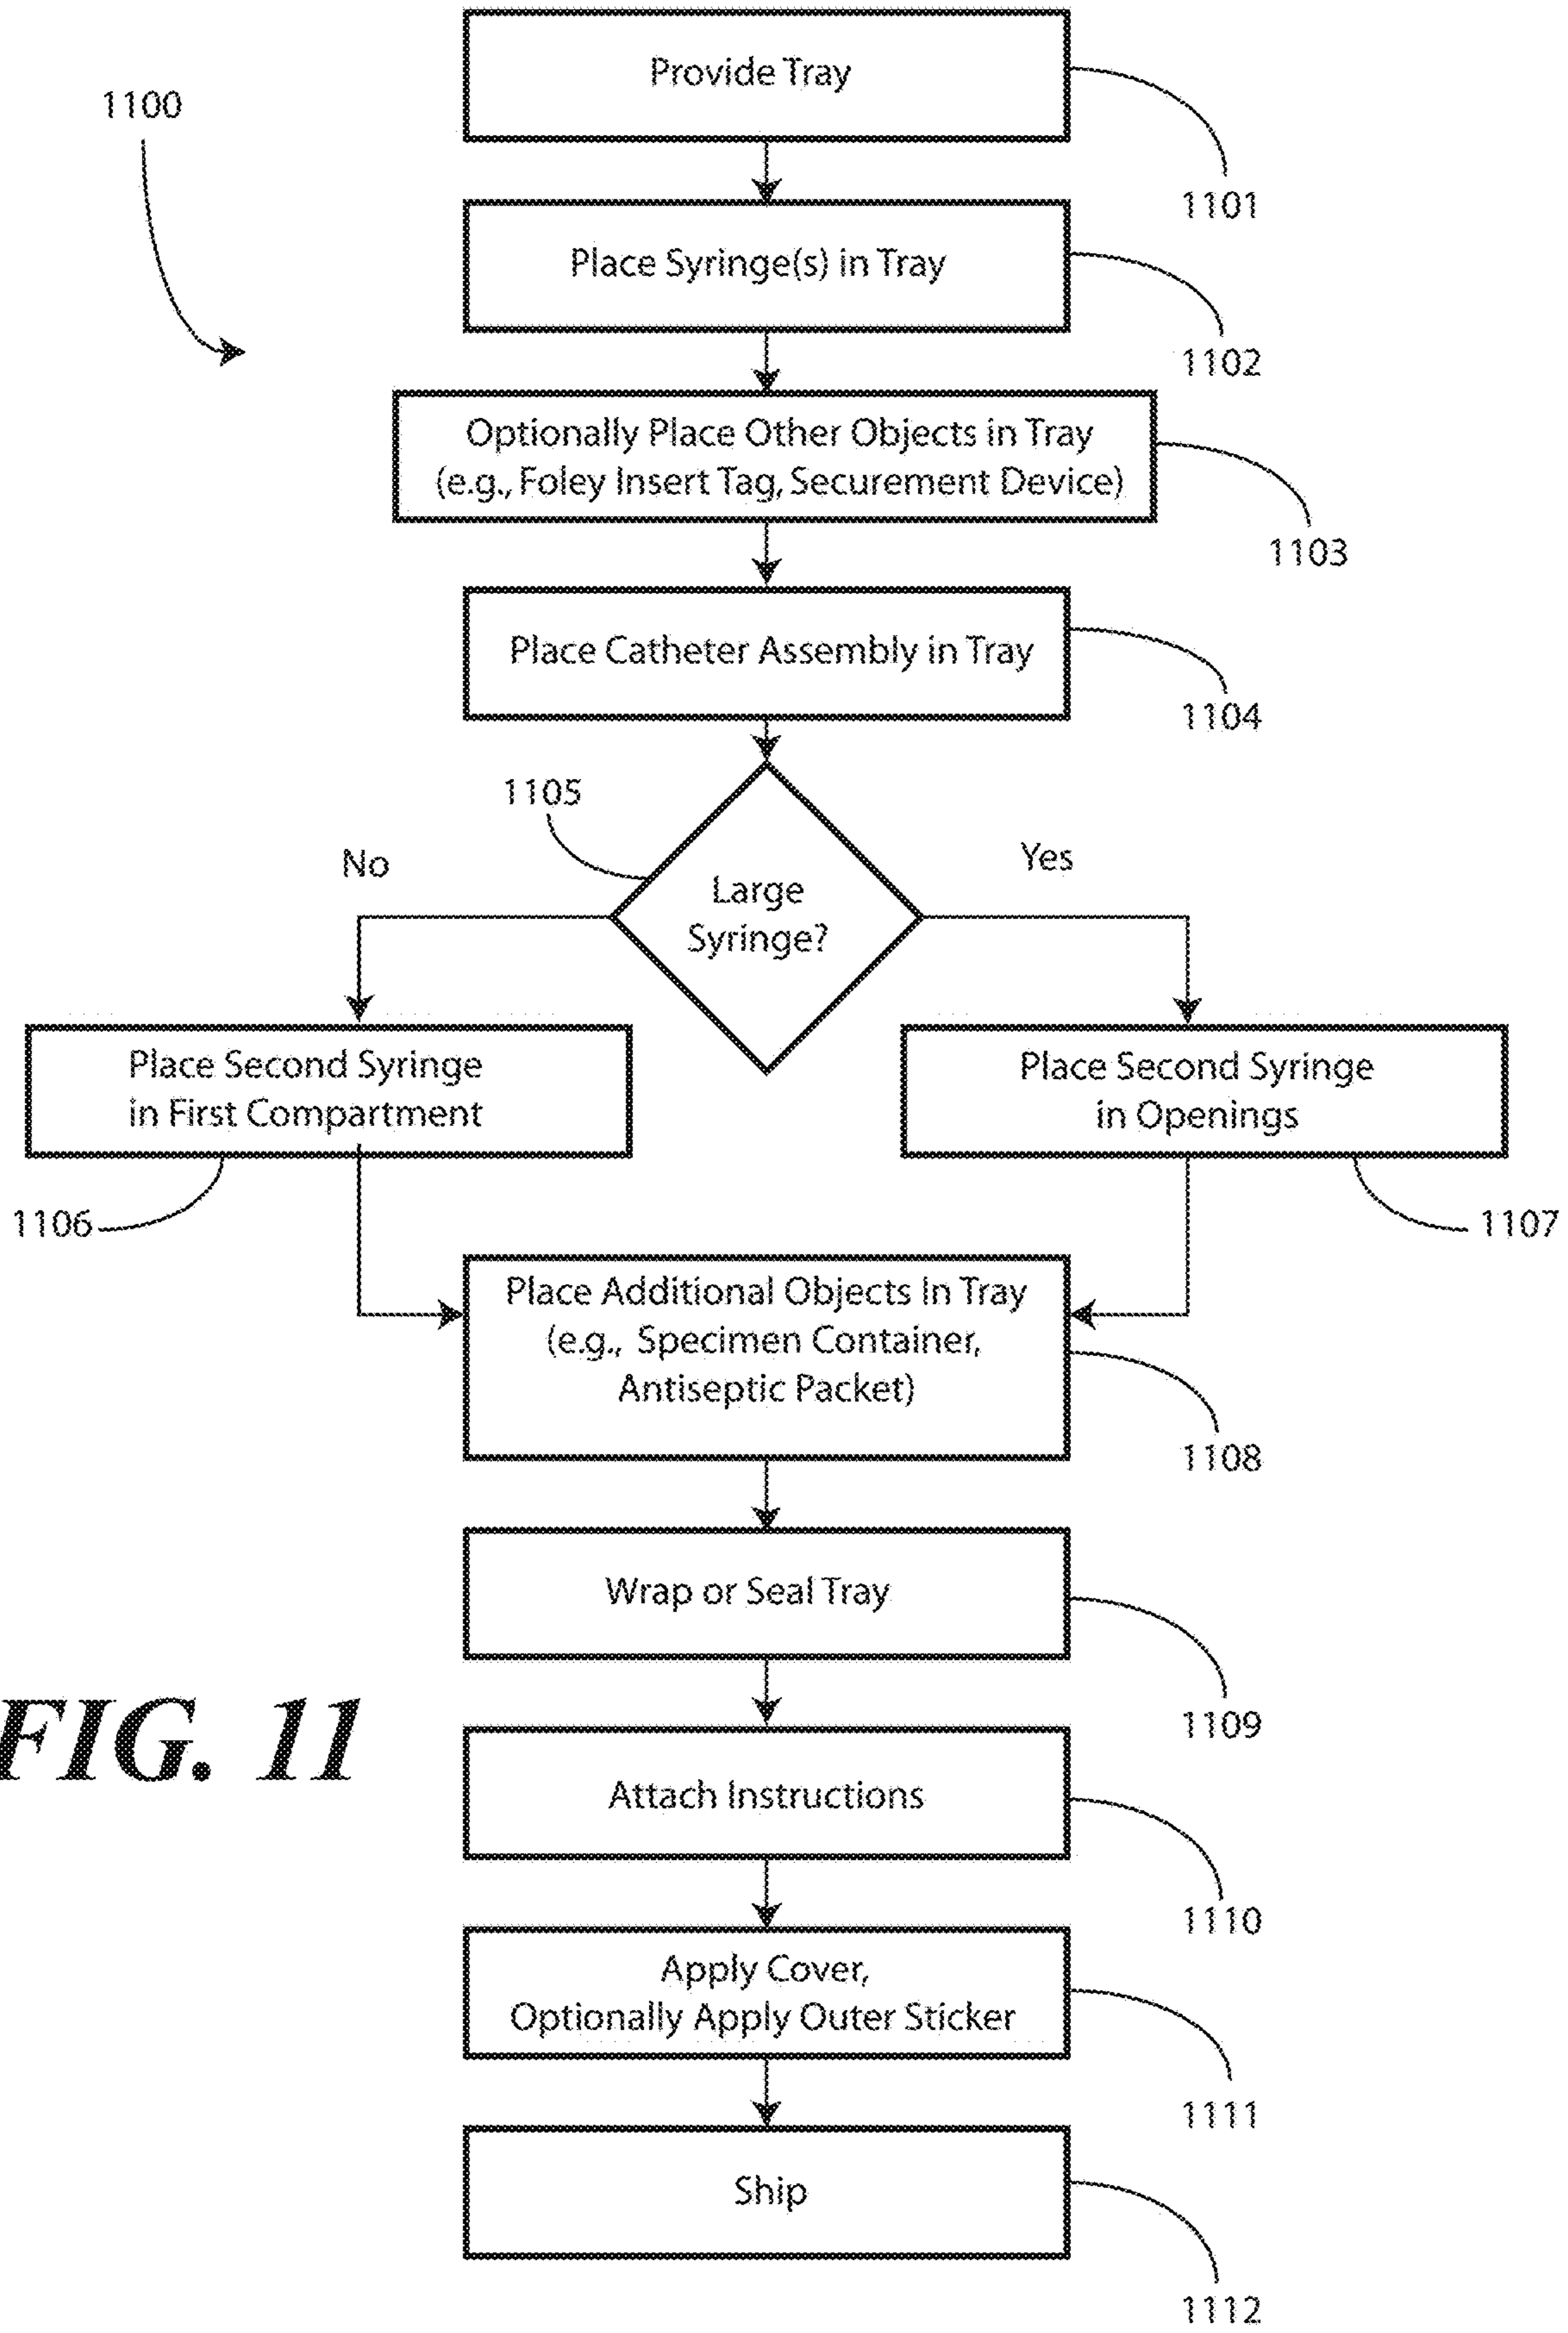 1100
Provide Tray
1101
Place Syringe(s) in Tray
1102
Optionally Place Other Objects in Tray
(e.g., Foley Insert Tag, Securement Device)
1103
Place Catheter Assembly in Tray
1104
1105
Large
Syringe?
No
Yes
Place Second Syringe
in First Compartment
1106
Place Second Syringe
in Openings
1107
Place Additional Objects In Tray
(e.g., Specimen Container,
Antiseptic Packet)
1108
Wrap or Seal Tray
1109
FIG. 11
Attach Instructions
1110
Apply Cover,
Optionally Apply Outer Sticker
1111
Ship
1112